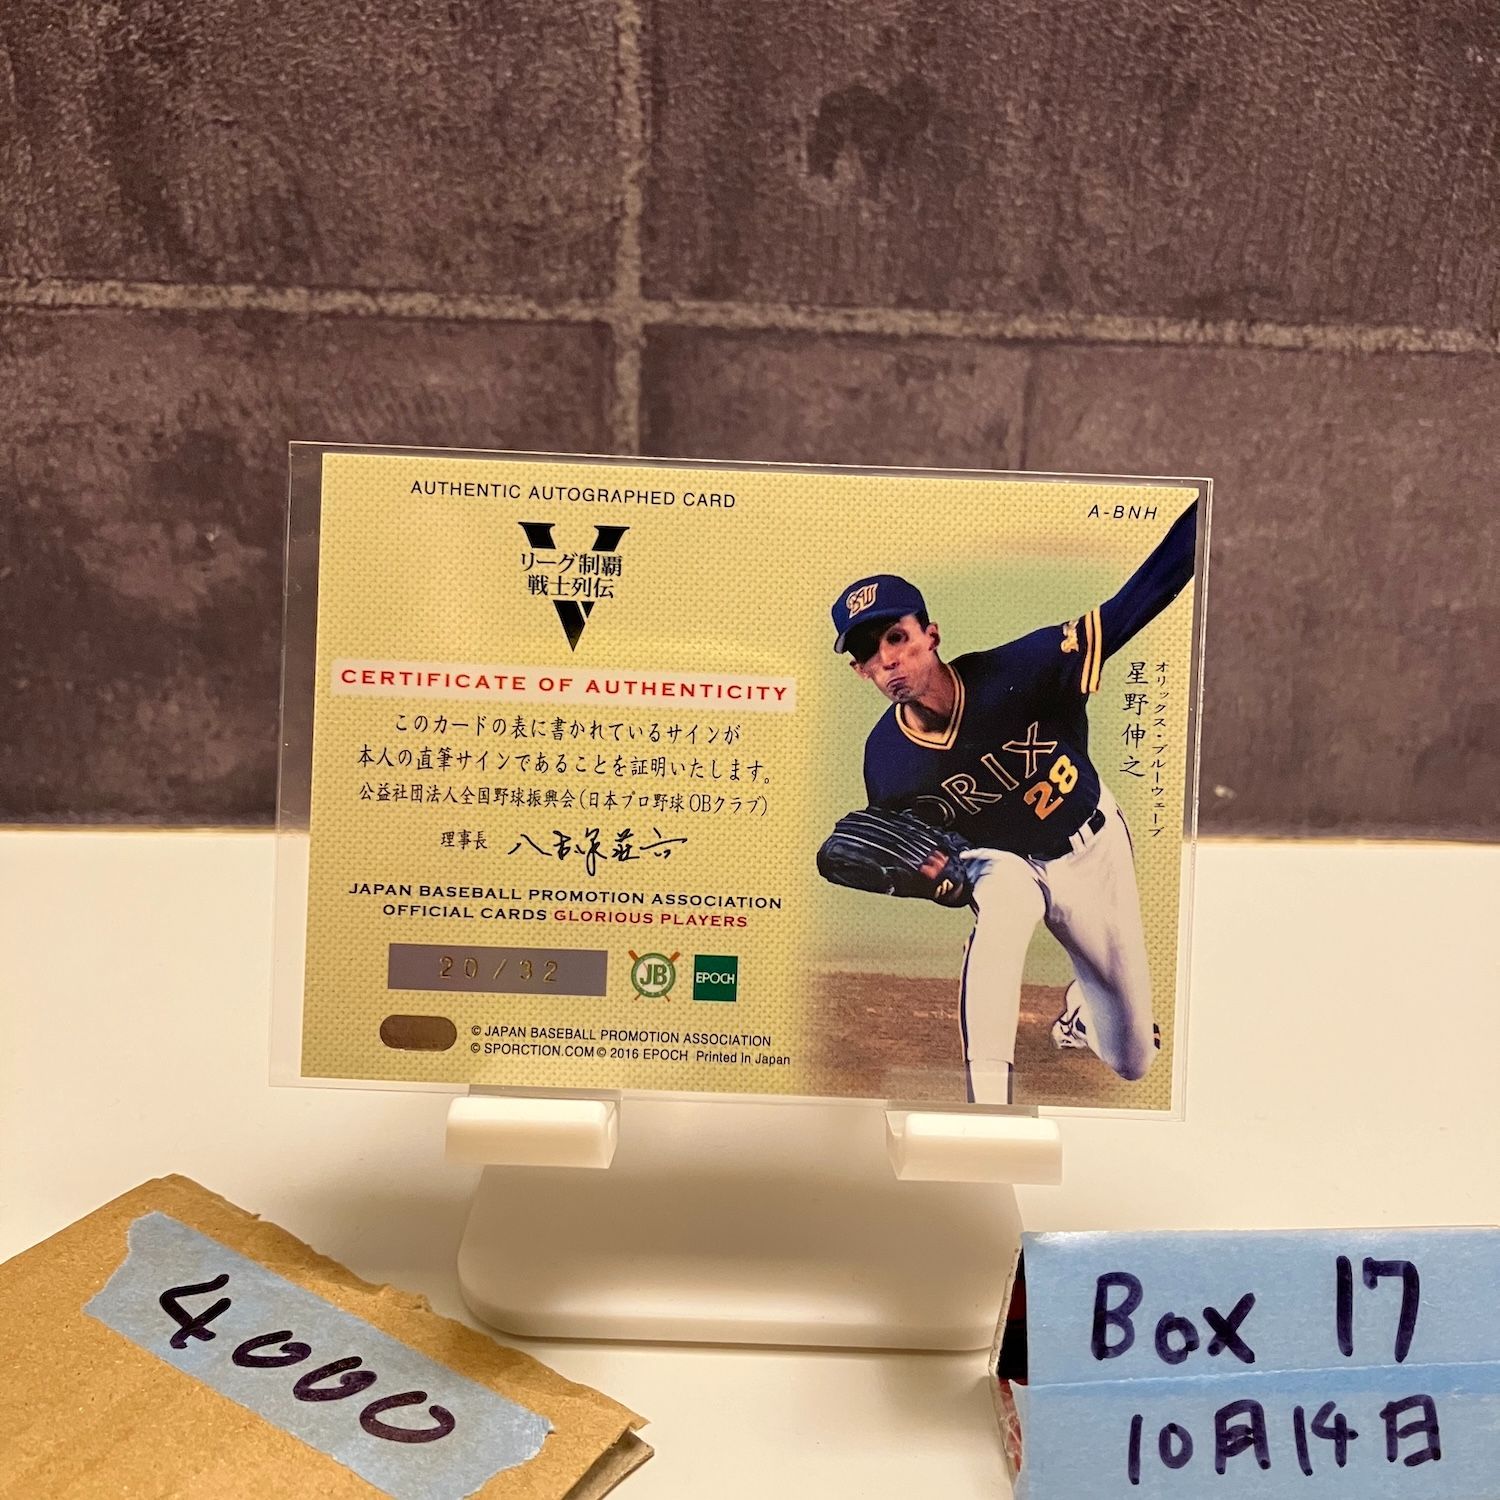 AUTHENTIC AUTOGRAPHED CARD
A-BNH
V
リーグ制覇
戦士列伝
CERTIFICATE OF AUTHENTICITY
このカードの表に書かれているサインが
本人の直筆サインであることを証明いたします。
公益社団法人全国野球振興会(日本プロ野球OBクラブ)
理事長 八木沢荘六
JAPAN BASEBALL PROMOTION ASSOCIATION
OFFICIAL CARDS GLORIOUS PLAYERS
20/32
JB
EPOCH
© JAPAN BASEBALL PROMOTION ASSOCIATION
© SPORCTION.COM © 2016 EPOCH Printed In Japan
オリックス・ブルーウェーブ
星野伸之
BW
ORIX
28
4000
Box 17
10月14日